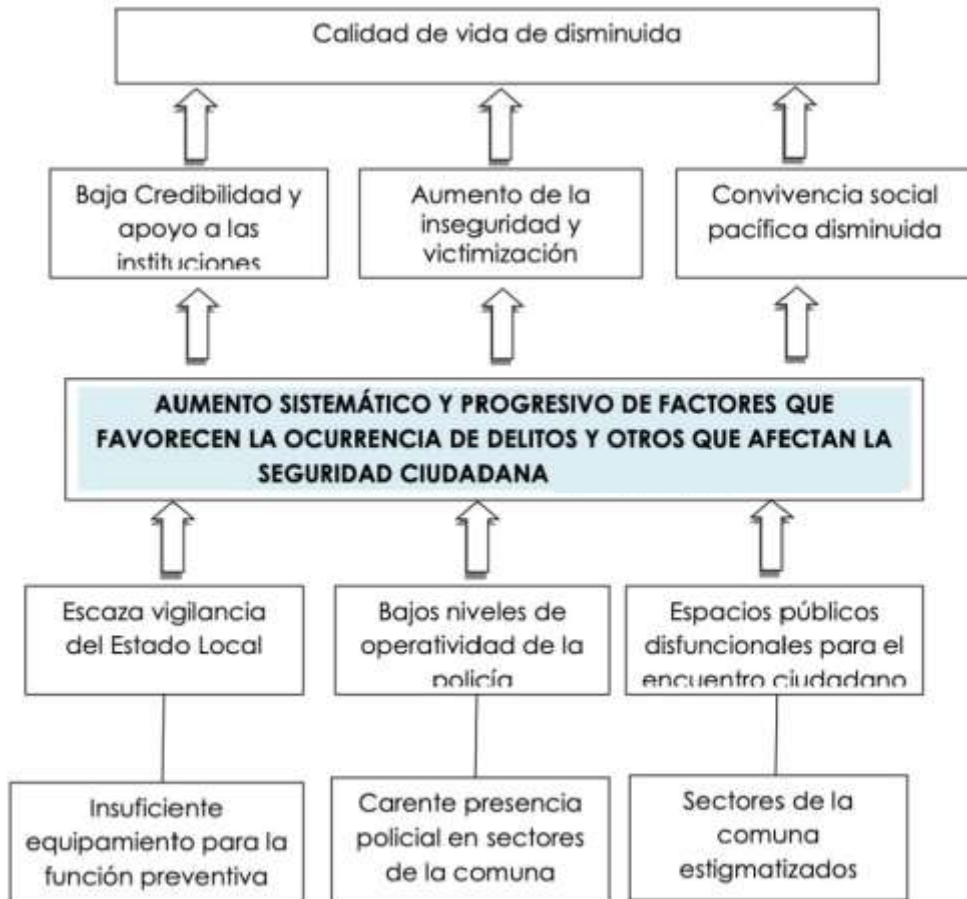 Calidad de vida de disminuida
Baja Credibilidad y
apoyo a las
instituciones
Aumento de la
inseguridad y
victimización
Convivencia social
pacífica disminuida
AUMENTO SISTEMÁTICO Y PROGRESIVO DE FACTORES QUE
FAVORECEN LA OCURRENCIA DE DELITOS Y OTROS QUE AFECTAN LA
SEGURIDAD CIUDADANA
Escaza vigilancia
del Estado Local
Bajos niveles de
operatividad de la
policía
Espacios públicos
disfuncionales para el
encuentro ciudadano
Insuficiente
equipamiento para la
función preventiva
Carente presencia
policial en sectores
de la comuna
Sectores de la
comuna
estigmatizados